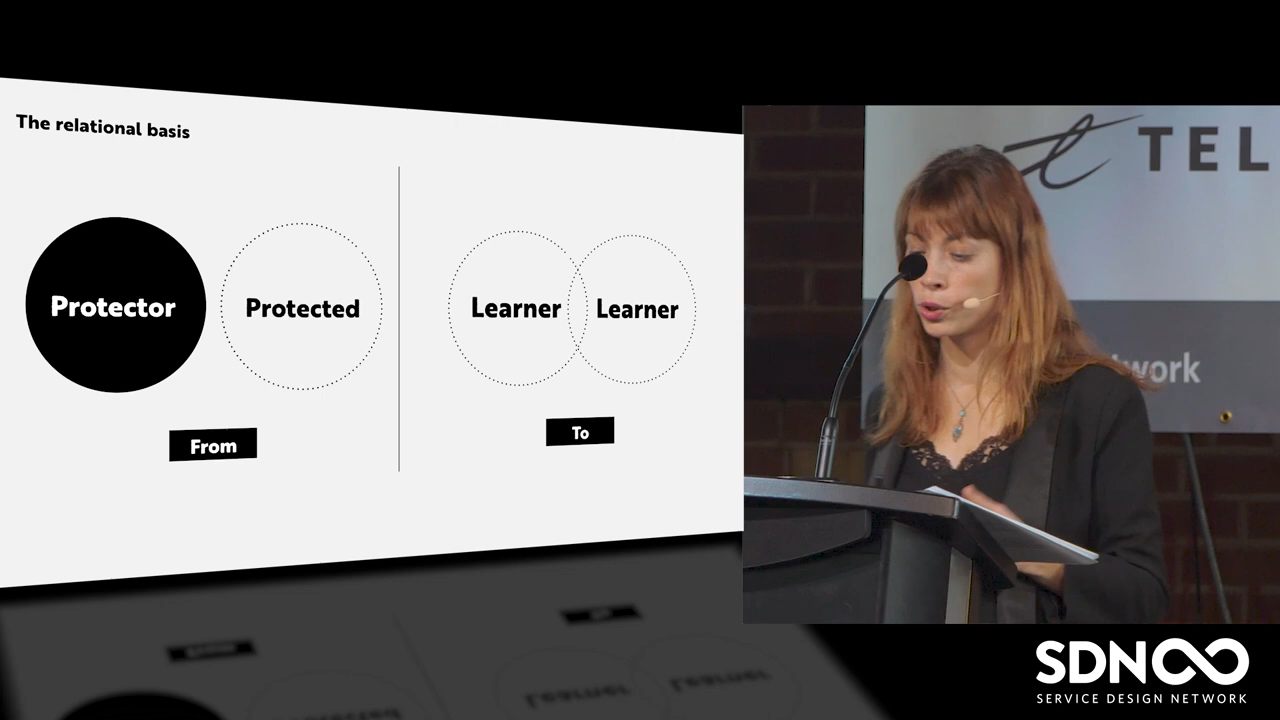 The relational basis
Protector
Protected
Learner
Learner
From
To
TEL
work
SDN
SERVICE DESIGN NETWORK